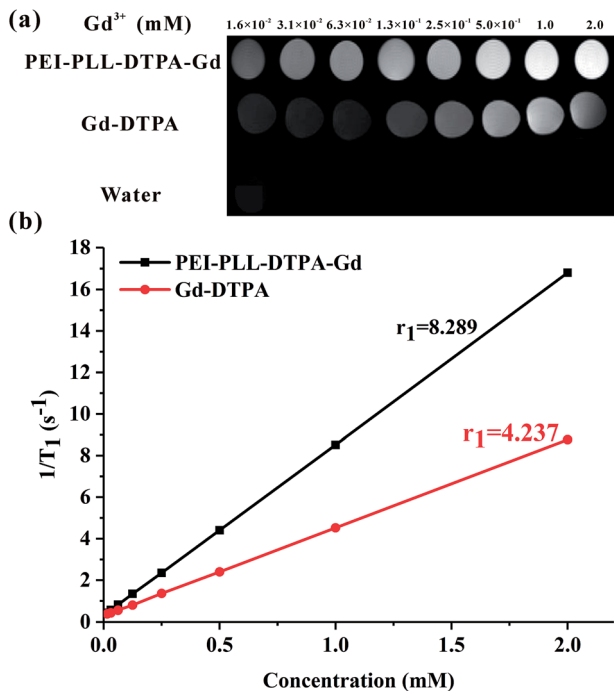 (a)
Gd³⁺ (mM) 1.6×10⁻² 3.1×10⁻² 6.3×10⁻² 1.3×10⁻¹ 2.5×10⁻¹ 5.0×10⁻¹ 1.0 2.0
PEI-PLL-DTPA-Gd
Gd-DTPA
Water
(b)
18
16
14
12
10
8
6
4
2
0
1/T₁ (s⁻¹)
PEI-PLL-DTPA-Gd
Gd-DTPA
r₁=8.289
r₁=4.237
0.0 0.5 1.0 1.5 2.0
Concentration (mM)